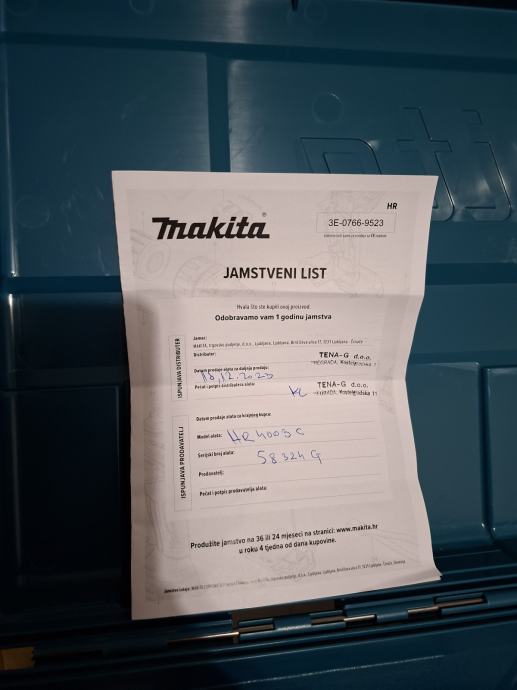 HR
makita
3E-0766-9523
JAMSTVENI LIST
Hvala što ste kupili ovaj proizvod.
Odobravamo vam 1 godinu jamstva
ISPUNJAVA DISTRIBUTER
Jamac:
Distributer:
TENA-G d.o.o.
Datum prodaje alata za daljnju prodaju:
18.12.2023
Pečat i potpis distributera alata:
TENA-G d.o.o.
ISPUNJAVA PRODAVATELJ
Datum prodaje alata za krajnjeg kupca:
Model alata: HR4003C
Serijski broj alata: 58324G
Prodavatelj:
Pečat i potpis prodavatelja alata:
Produžite jamstvo na 36 ili 24 mjeseci na stranici: www.makita.hr
u roku 4 tjedna od dana kupovine.